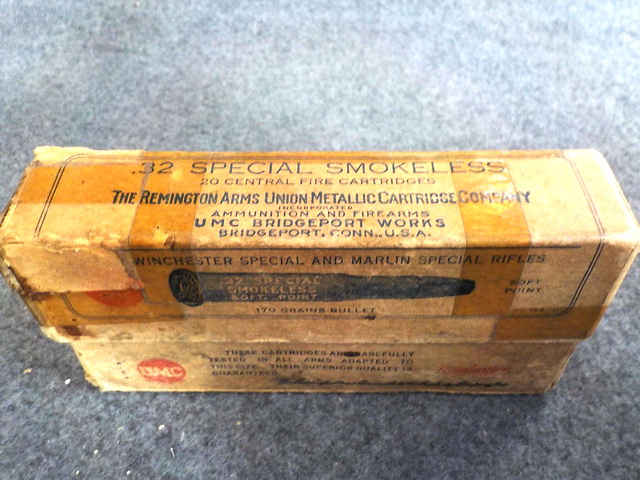 .32 SPECIAL SMOKELESS
20 CENTRAL FIRE CARTRIDGES
THE REMINGTON ARMS UNION METALLIC CARTRIDGE COMPANY
INCORPORATED
AMMUNITION AND FIREARMS
UMC BRIDGEPORT WORKS
BRIDGEPORT, CONN., U.S.A.
WINCHESTER SPECIAL AND MARLIN SPECIAL RIFLES
.32 SPECIAL
SMOKELESS
SOFT POINT
SOFT
POINT
170 GRAINS BULLET
UMC
THESE CARTRIDGES ARE CAREFULLY
TESTED IN ALL ARMS ADAPTED TO
THIS SIZE. THEIR SUPERIOR QUALITY IS
GUARANTEED